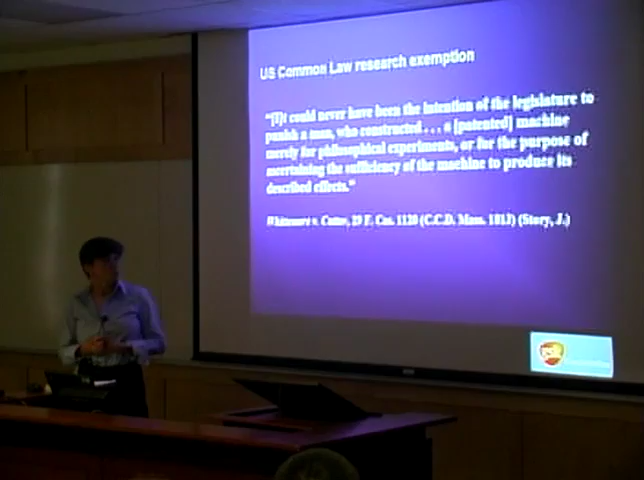 US Common Law research exemption
"[I]t could never have been the intention of the legislature to
punish a man, who constructed . . . a [patented] machine
merely for philosophical experiments, or for the purpose of
ascertaining the sufficiency of the machine to produce its
described effects."
Whittemore v. Cutter, 29 F. Cas. 1120 (C.C.D. Mass. 1813) (Story, J.)